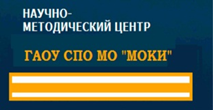 НАУЧНО-
МЕТОДИЧЕСКИЙ ЦЕНТР
ГАОУ СПО МО "МОКИ"